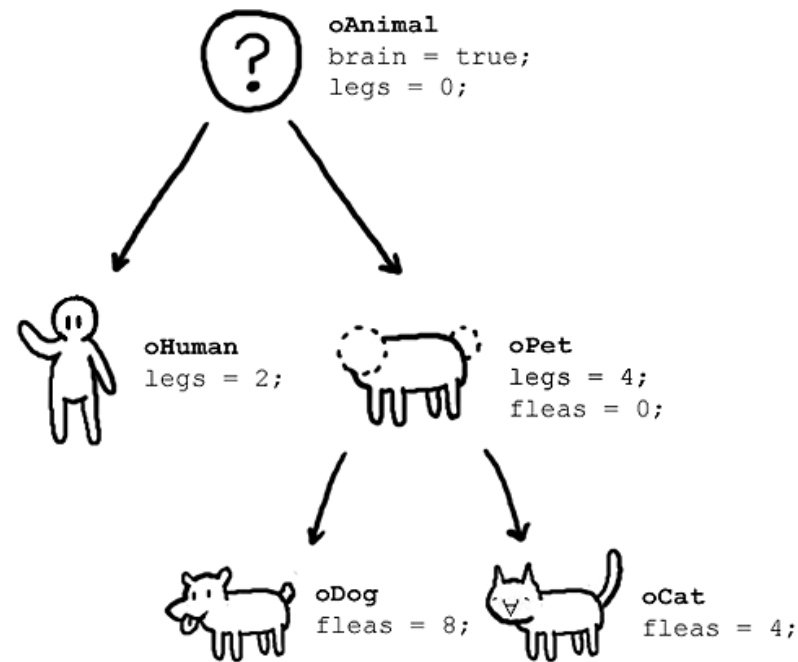 ?
oAnimal
brain = true;
legs = 0;
oHuman
legs = 2;
oPet
legs = 4;
fleas = 0;
oDog
fleas = 8;
oCat
fleas = 4;